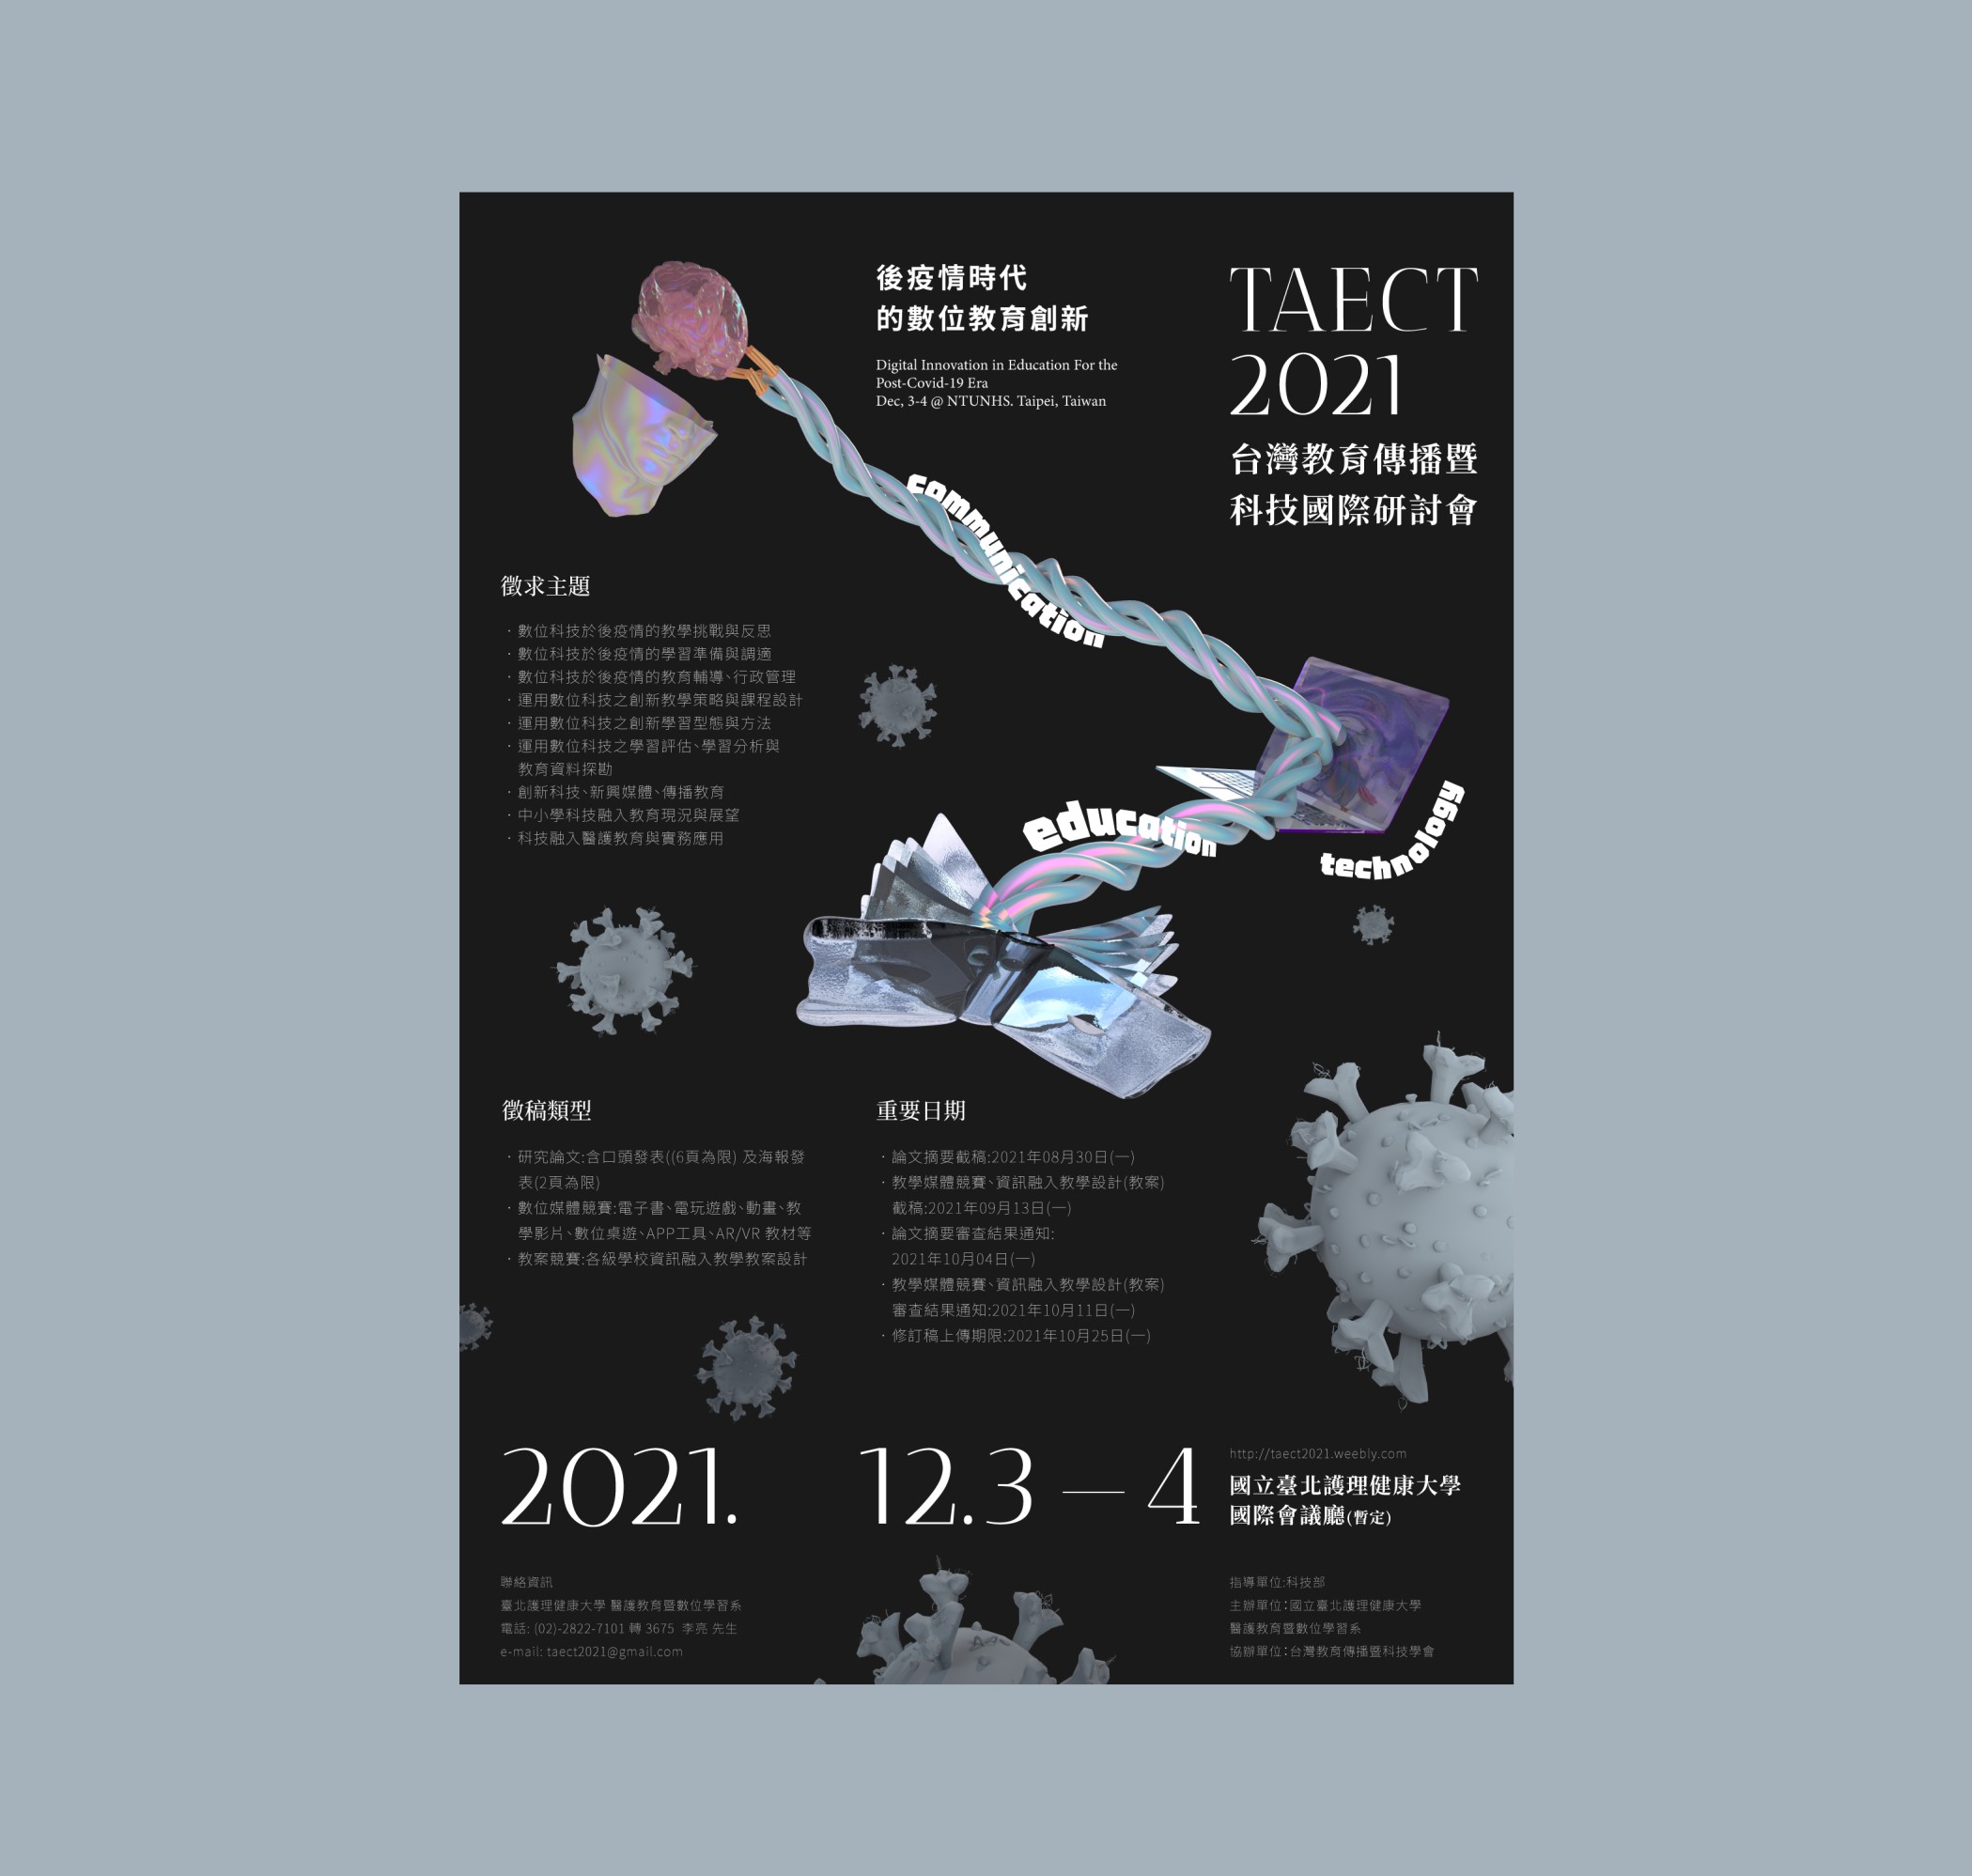 後疫情時代
的數位教育創新
Digital Innovation in Education For the
Post-Covid-19 Era
Dec, 3-4 @ NTUNHS. Taipei, Taiwan
TAECT
2021
台灣教育傳播暨
科技國際研討會
communication
education
technology
徵求主題
· 數位科技於後疫情的教學挑戰與反思
· 數位科技於後疫情的學習準備與調適
· 數位科技於後疫情的教育輔導、行政管理
· 運用數位科技之創新教學策略與課程設計
· 運用數位科技之創新學習型態與方法
· 運用數位科技之學習評估、學習分析與
教育資料探勘
· 創新科技、新興媒體、傳播教育
· 中小學科技融入教育現況與展望
· 科技融入醫護教育與實務應用
徵稿類型
· 研究論文:含口頭發表((6頁為限) 及海報發
表(2頁為限)
· 數位媒體競賽:電子書、電玩遊戲、動畫、教
學影片、數位桌遊、APP工具、AR/VR 教材等
· 教案競賽:各級學校資訊融入教學教案設計
重要日期
· 論文摘要截稿:2021年08月30日(一)
· 教學媒體競賽、資訊融入教學設計(教案)
截稿:2021年09月13日(一)
· 論文摘要審查結果通知:
2021年10月04日(一)
· 教學媒體競賽、資訊融入教學設計(教案)
審查結果通知:2021年10月11日(一)
· 修訂稿上傳期限:2021年10月25日(一)
2021. 12.3 — 4
http://taect2021.weebly.com
國立臺北護理健康大學
國際會議廳(暫定)
聯絡資訊
臺北護理健康大學 醫護教育暨數位學習系
電話: (02)-2822-7101 轉 3675 李亮 先生
e-mail: taect2021@gmail.com
指導單位:科技部
主辦單位:國立臺北護理健康大學
醫護教育暨數位學習系
協辦單位:台灣教育傳播暨科技學會